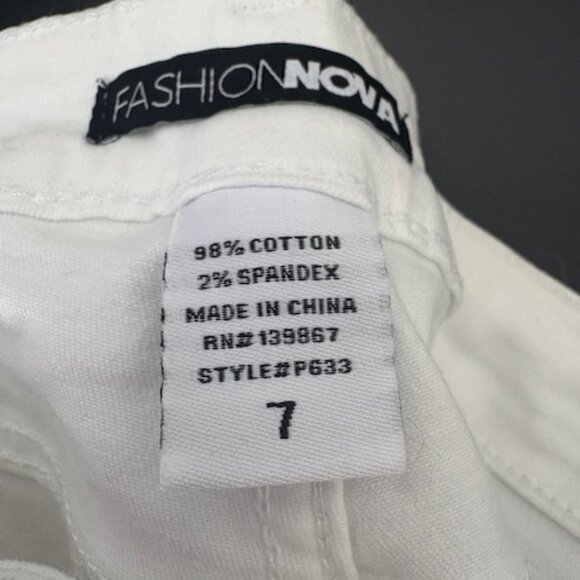 FASHIONNOVA
98% COTTON
2% SPANDEX
MADE IN CHINA
RN#139867
STYLE#P633
7